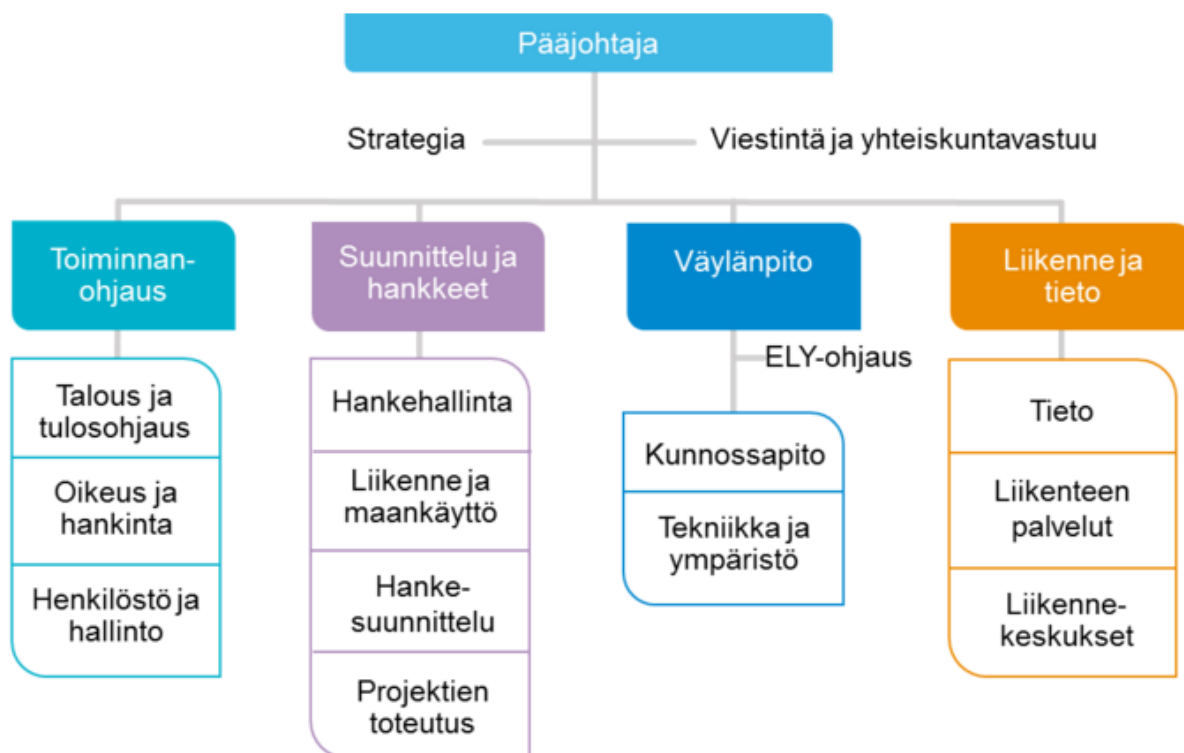 Pääjohtaja
Strategia
Viestintä ja yhteiskuntavastuu
Toiminnan-
ohjaus
Suunnittelu ja
hankkeet
Väylänpito
Liikenne ja
tieto
ELY-ohjaus
Talous ja
tulosohjaus
Oikeus ja
hankinta
Henkilöstö ja
hallinto
Hankehallinta
Liikenne ja
maankäyttö
Hanke-
suunnittelu
Projektien
toteutus
Kunnossapito
Tekniikka ja
ympäristö
Tieto
Liikenteen
palvelut
Liikenne-
keskukset